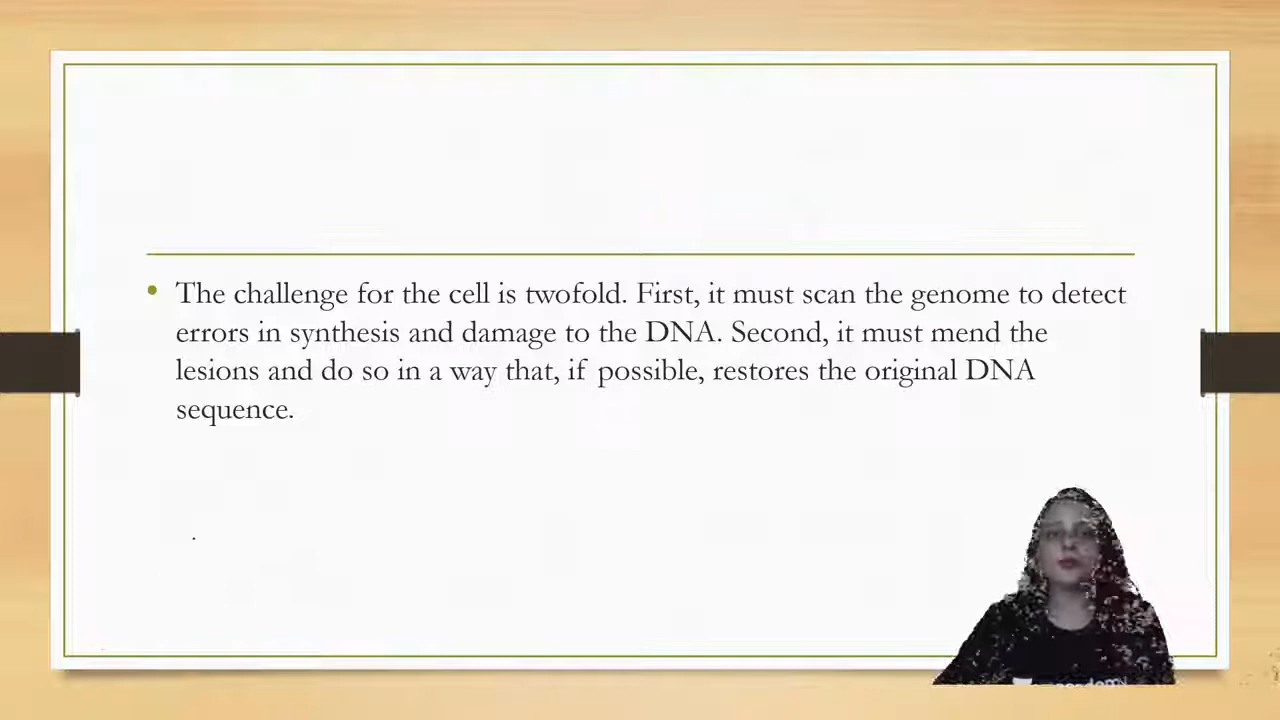 • The challenge for the cell is twofold. First, it must scan the genome to detect
errors in synthesis and damage to the DNA. Second, it must mend the
lesions and do so in a way that, if possible, restores the original DNA
sequence.
.